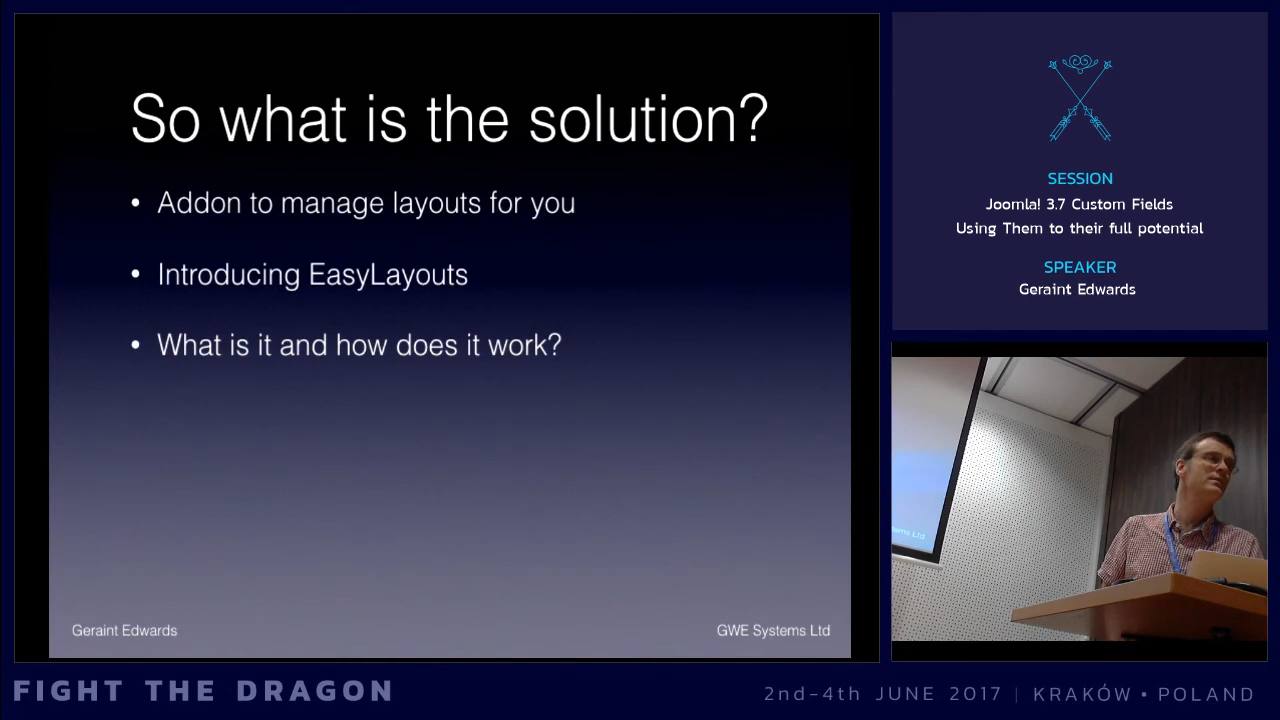 So what is the solution?
• Addon to manage layouts for you
• Introducing EasyLayouts
• What is it and how does it work?
Geraint Edwards
GWE Systems Ltd
SESSION
Joomla! 3.7 Custom Fields
Using Them to their full potential
SPEAKER
Geraint Edwards
ems Ltd
FIGHT THE DRAGON
2nd-4th JUNE 2017 | KRAKÓW • POLAND